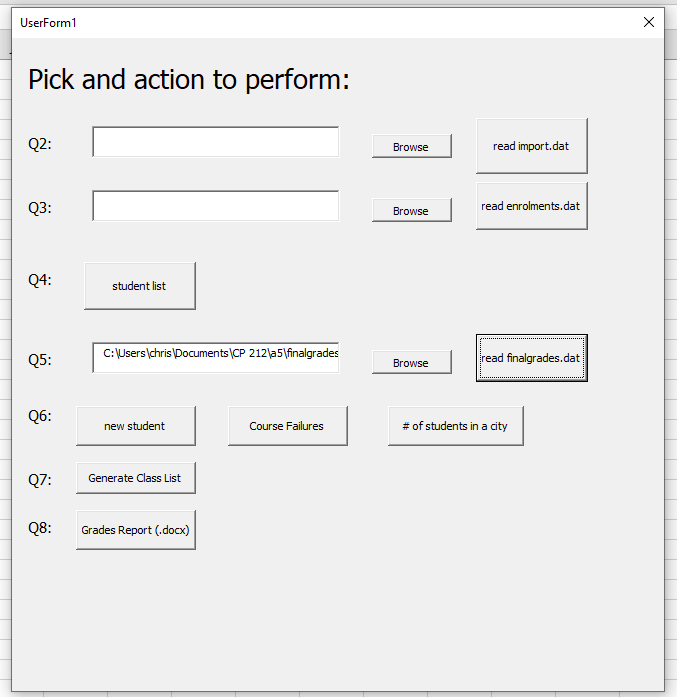 UserForm1
Pick and action to perform:
Q2:
Browse
read import.dat
Q3:
Browse
read enrolments.dat
Q4:
student list
Q5:
C:\Users\chris\Documents\CP 212\a5\finalgrades
Browse
read finalgrades.dat
Q6:
new student
Course Failures
# of students in a city
Q7:
Generate Class List
Q8:
Grades Report (.docx)